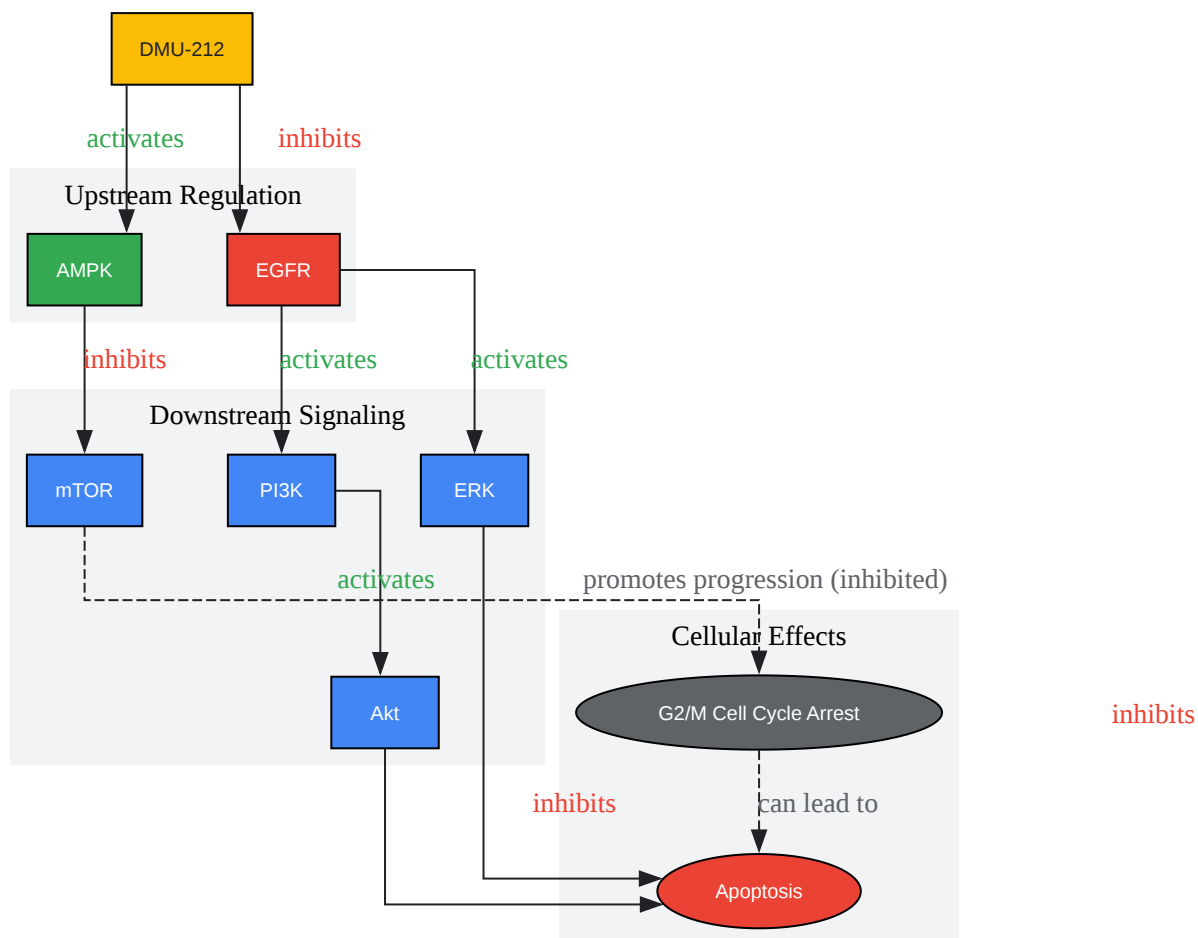 DMU-212
activates
inhibits
Upstream Regulation
AMPK
EGFR
inhibits
activates
activates
Downstream Signaling
mTOR
PI3K
ERK
activates
promotes progression (inhibited)
Cellular Effects
Akt
G2/M Cell Cycle Arrest
inhibits
inhibits
can lead to
Apoptosis